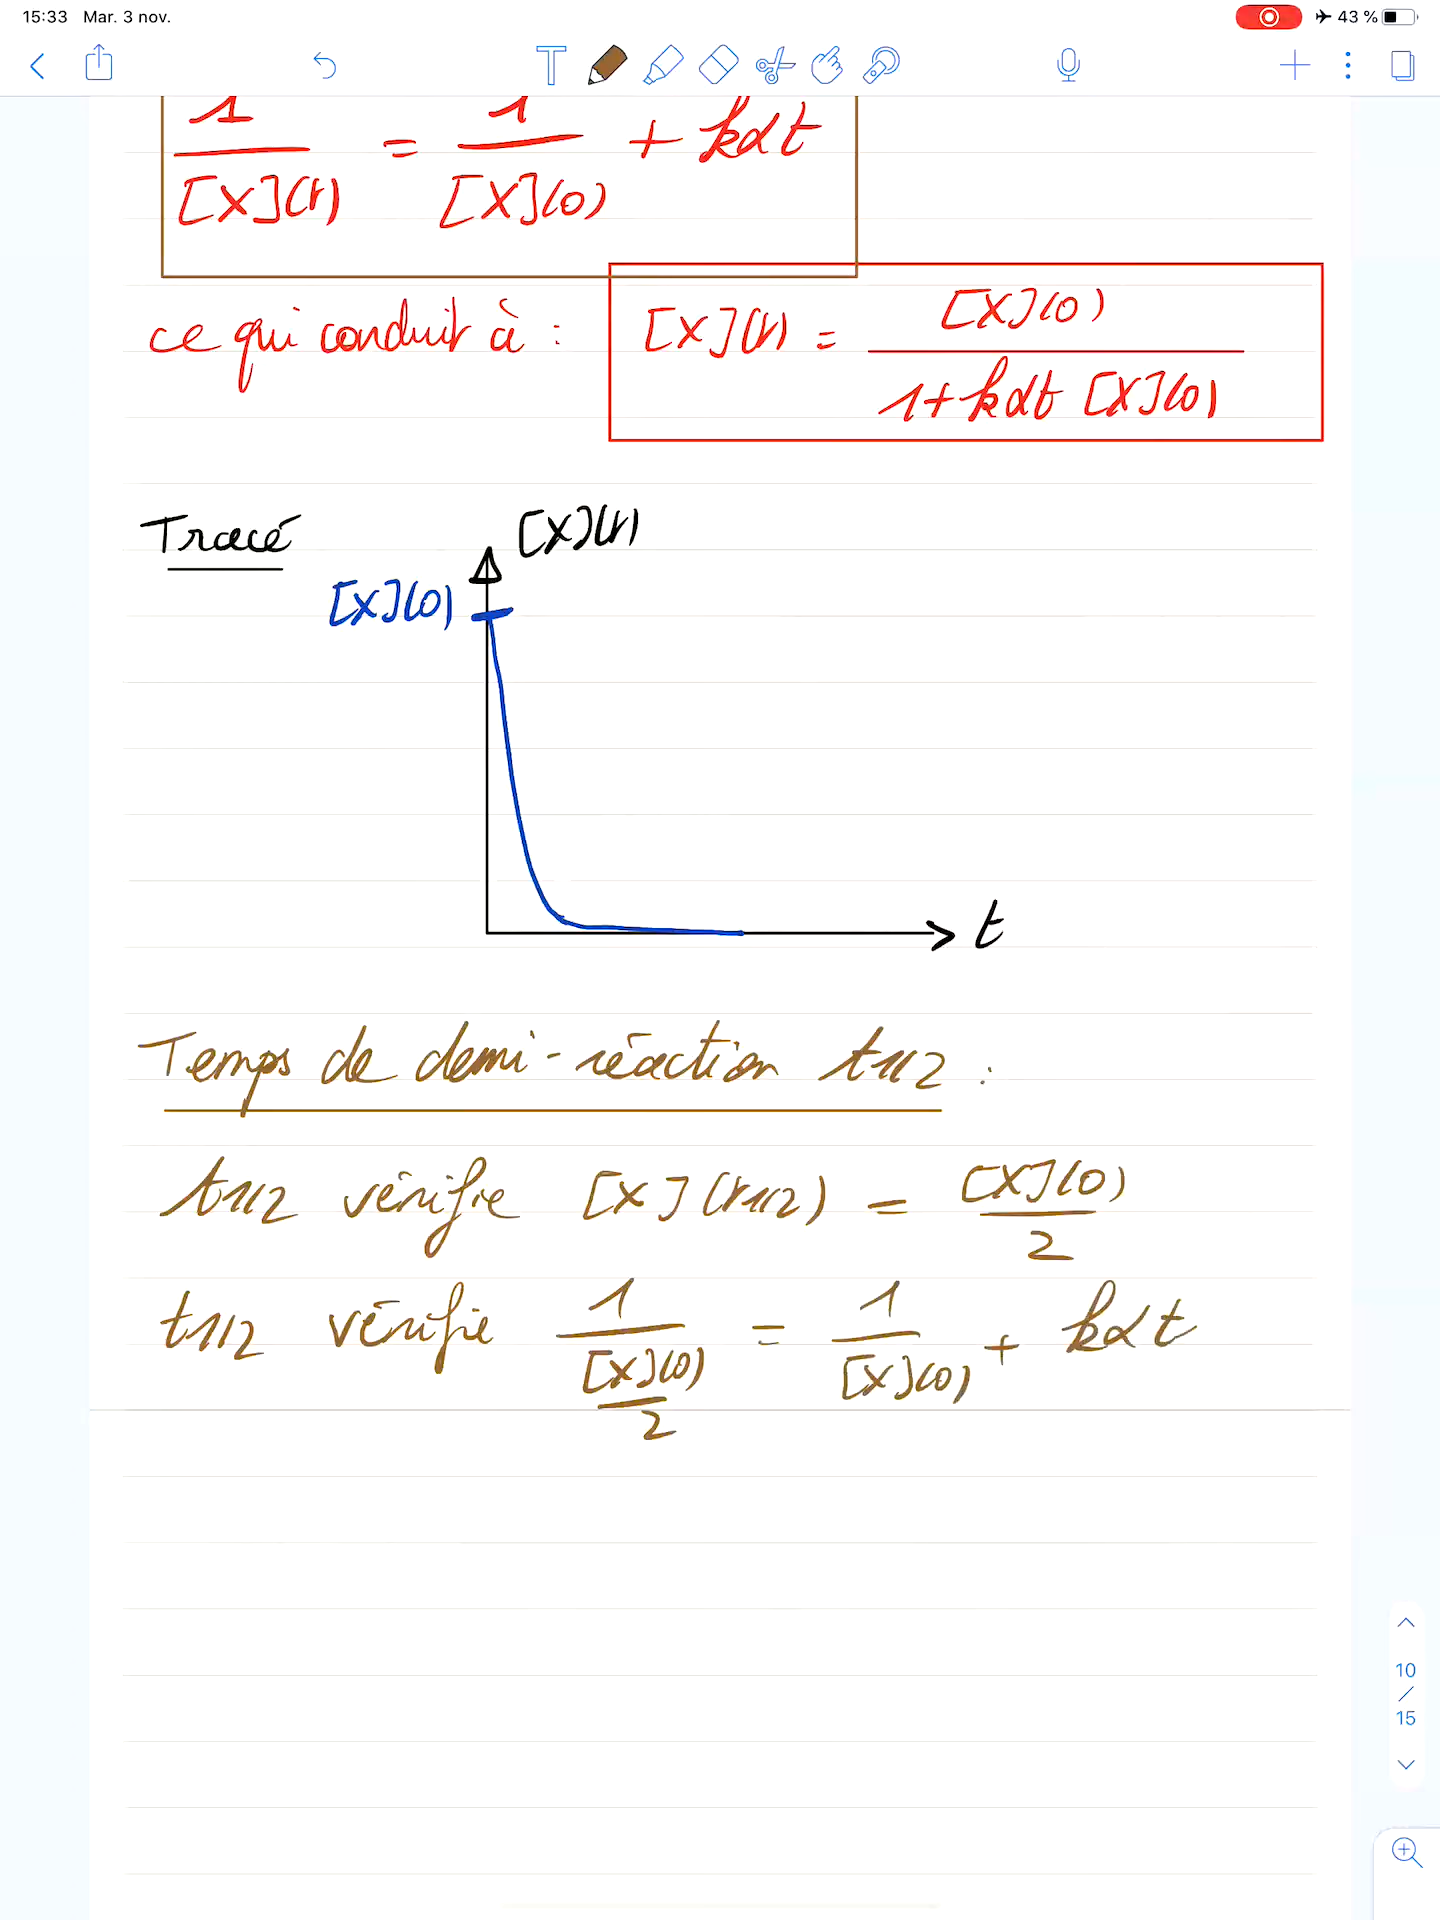 15:33 Mar. 3 nov. 43 %
1/[X](t) = 1/[X](0) + kαt
ce qui conduit à : [X](t) = [X](0)/(1+kαt [X](0))
Tracé
[X](t)
[X](0)
t
Temps de demi-réaction t1/2 :
t1/2 vérifie [X](t1/2) = [X](0)/2
t1/2 vérifie 1/([X](0)/2) = 1/[X](0) + kαt
10
/
15